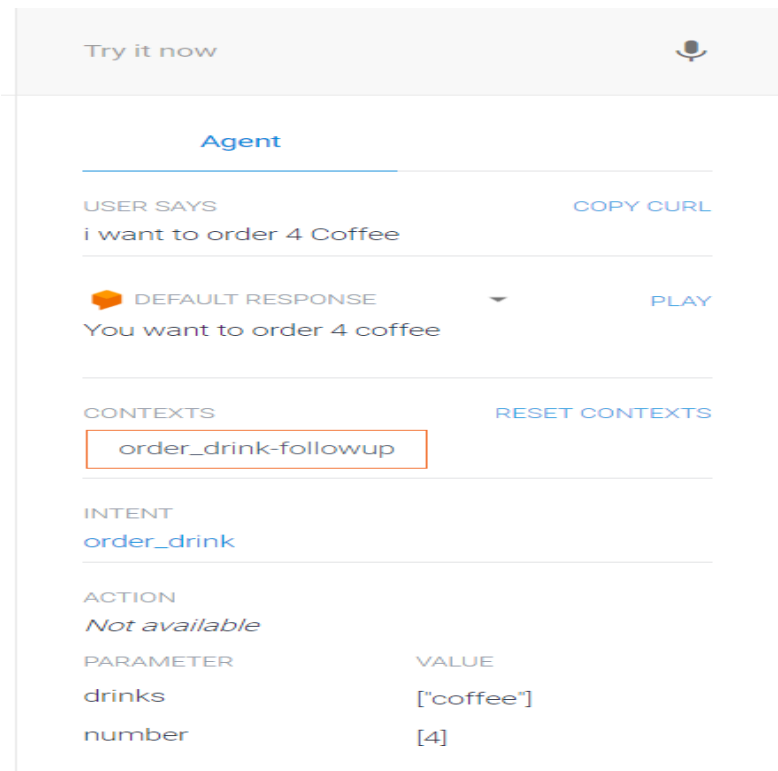 Try it now
Agent
USER SAYS COPY CURL
i want to order 4 Coffee
DEFAULT RESPONSE PLAY
You want to order 4 coffee
CONTEXTS RESET CONTEXTS
order_drink-followup
INTENT
order_drink
ACTION
Not available
PARAMETER VALUE
drinks ["coffee"]
number [4]